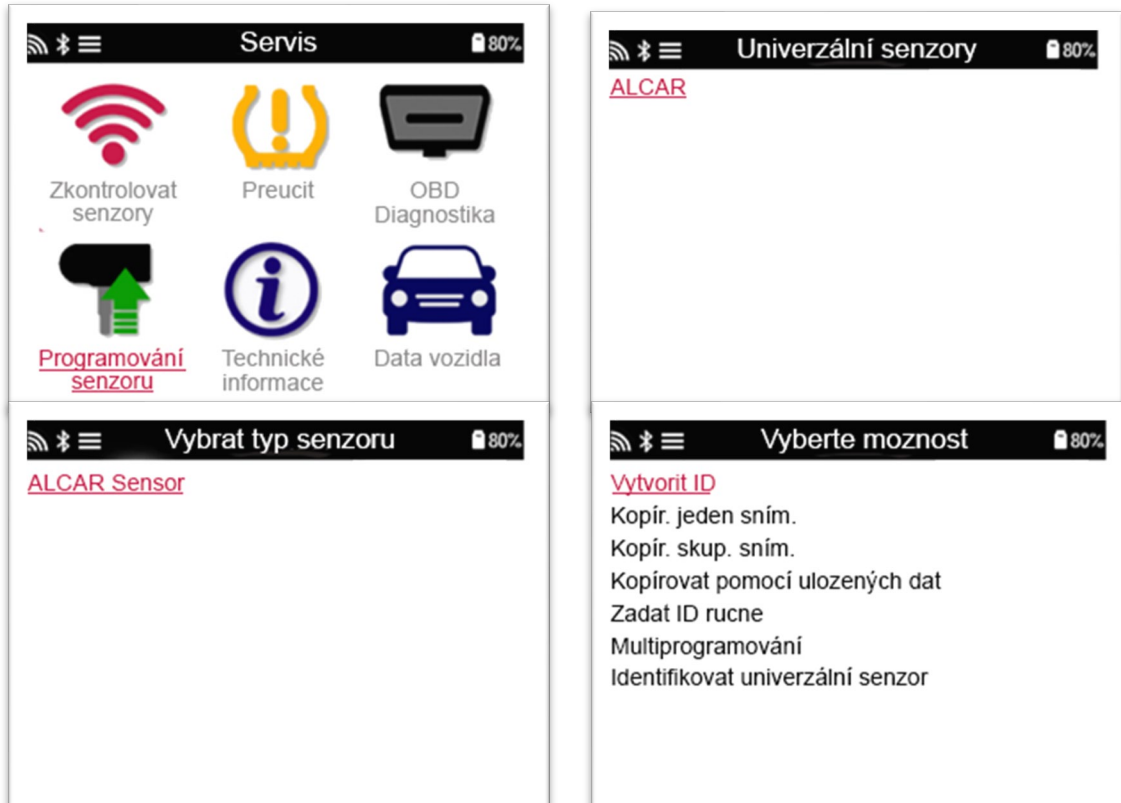 Servis
80%
Zkontrolovat
senzory
Preucit
OBD
Diagnostika
Programování
senzoru
Technické
informace
Data vozidla
Univerzální senzory
80%
ALCAR
Vybrat typ senzoru
80%
ALCAR Sensor
Vyberte moznost
80%
Vytvorit ID
Kopír. jeden sním.
Kopír. skup. sním.
Kopírovat pomocí ulozených dat
Zadat ID rucne
Multiprogramování
Identifikovat univerzální senzor